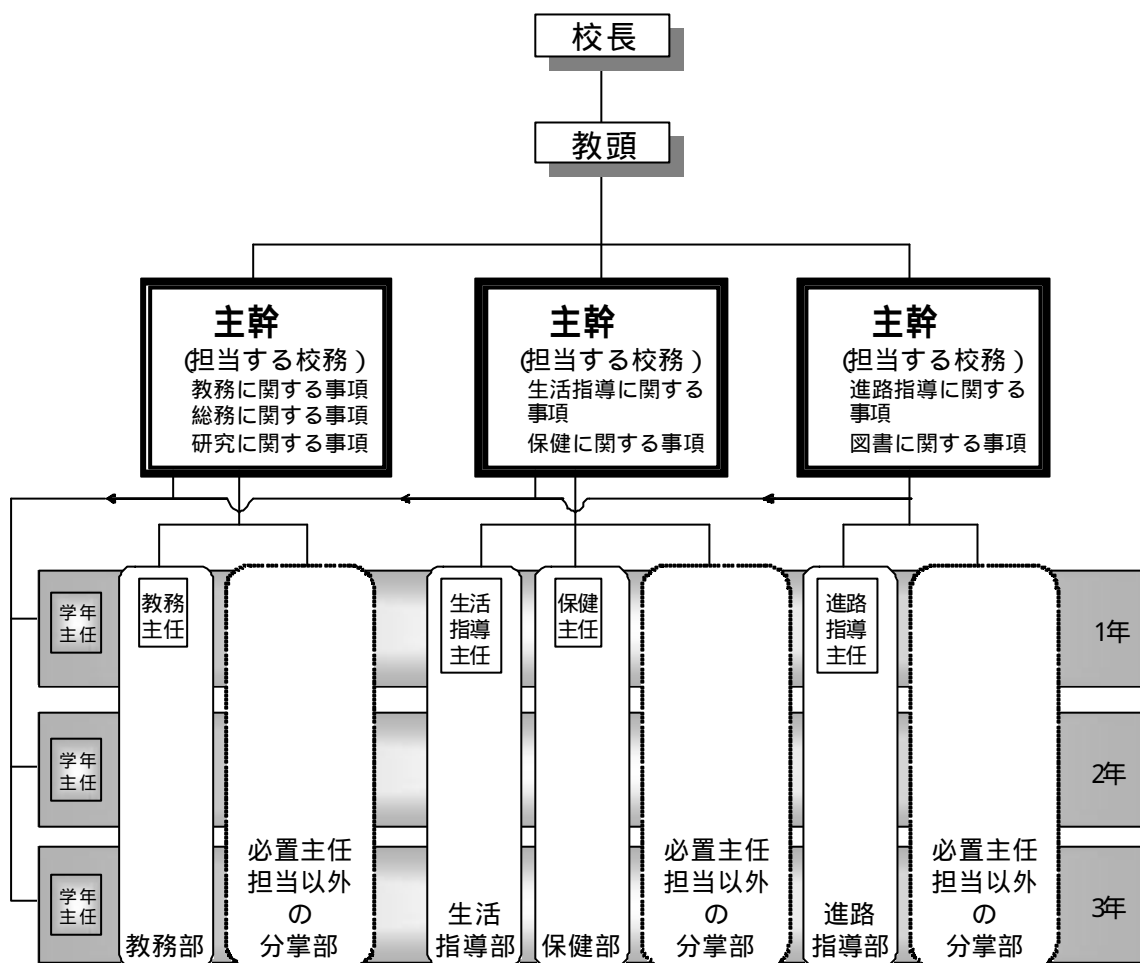 校長
教頭
主幹
(担当する校務)
教務に関する事項
総務に関する事項
研究に関する事項
主幹
(担当する校務)
生活指導に関する
事項
保健に関する事項
主幹
(担当する校務)
進路指導に関する
事項
図書に関する事項
学年
主任
教務
主任
生活
指導
主任
保健
主任
進路
指導
主任
1年
学年
主任
2年
学年
主任
3年
教務部
必置主任
担当以外
の
分掌部
生活
指導部
保健部
必置主任
担当以外
の
分掌部
進路
指導部
必置主任
担当以外
の
分掌部